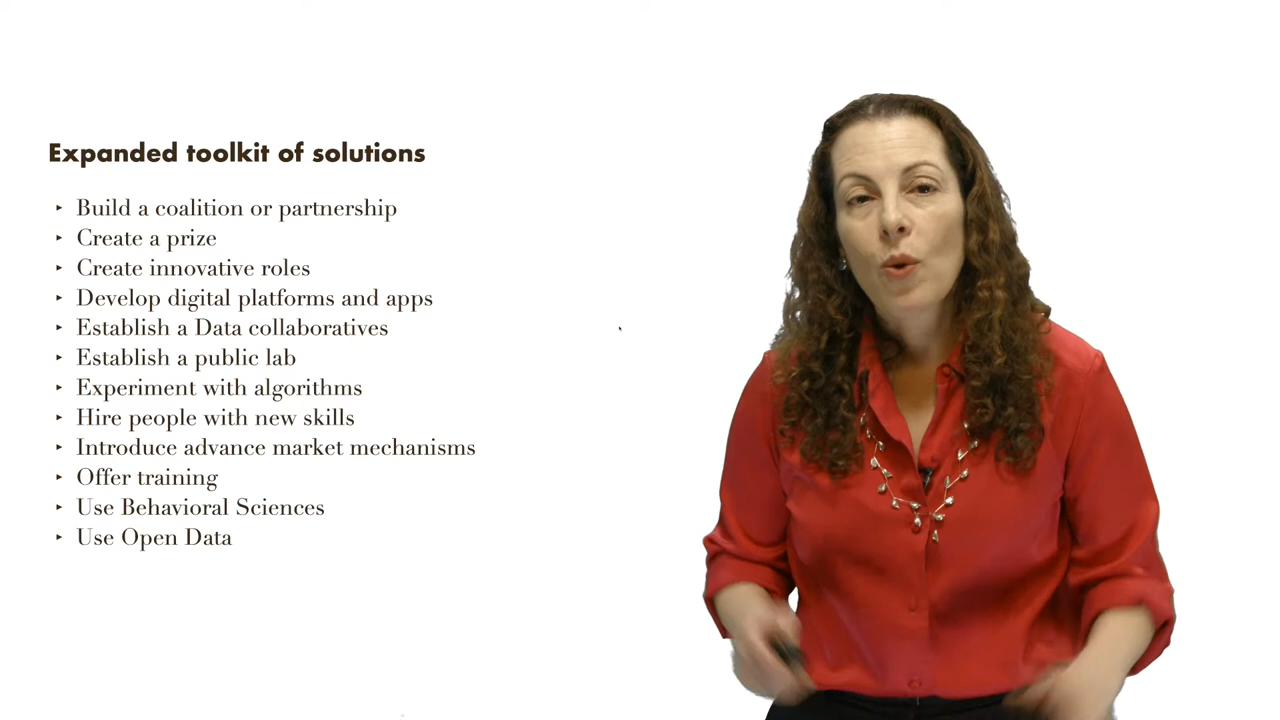 Expanded toolkit of solutions
‣ Build a coalition or partnership
‣ Create a prize
‣ Create innovative roles
‣ Develop digital platforms and apps
‣ Establish a Data collaboratives
‣ Establish a public lab
‣ Experiment with algorithms
‣ Hire people with new skills
‣ Introduce advance market mechanisms
‣ Offer training
‣ Use Behavioral Sciences
‣ Use Open Data